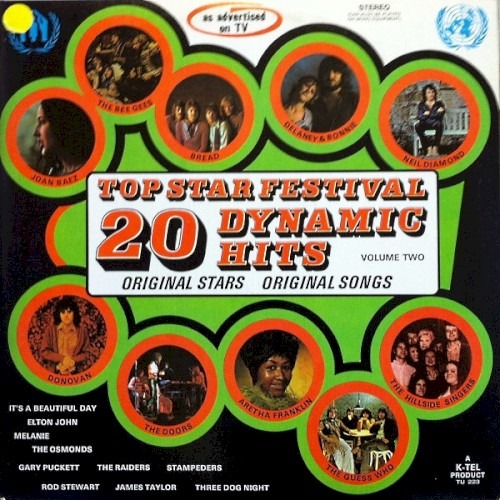 as advertised
on TV
STEREO
THE BEE GEES
BREAD
DELANEY & BONNIE
NEIL DIAMOND
JOAN BAEZ
TOP STAR FESTIVAL
20 DYNAMIC
HITS
VOLUME TWO
ORIGINAL STARS ORIGINAL SONGS
DONOVAN
THE DOORS
ARETHA FRANKLIN
THE GUESS WHO
THE HILLSIDE SINGERS
IT'S A BEAUTIFUL DAY
ELTON JOHN
MELANIE
THE OSMONDS
GARY PUCKETT THE RAIDERS STAMPEDERS
ROD STEWART JAMES TAYLOR THREE DOG NIGHT
A
K-TEL
PRODUCT
TU 223